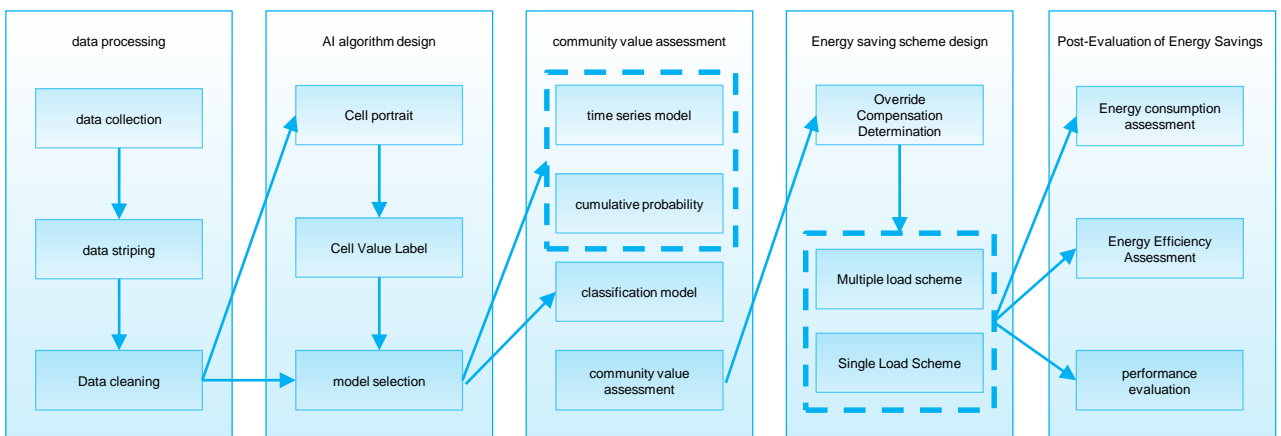 data processing
data collection
data striping
Data cleaning
AI algorithm design
Cell portrait
Cell Value Label
model selection
community value assessment
time series model
cumulative probability
classification model
community value
assessment
Energy saving scheme design
Override
Compensation
Determination
Multiple load scheme
Single Load Scheme
Post-Evaluation of Energy Savings
Energy consumption
assessment
Energy Efficiency
Assessment
performance
evaluation